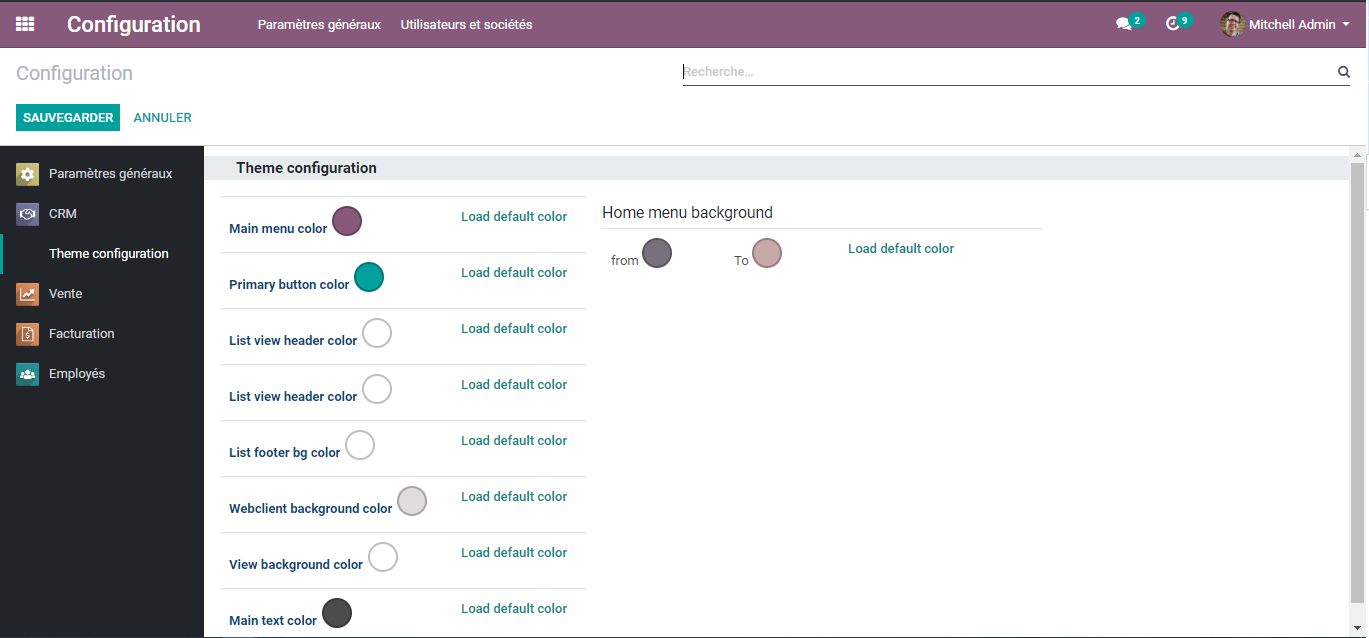 Configuration
Paramètres généraux
Utilisateurs et sociétés
2
9
Mitchell Admin
Configuration
Recherche...
SAUVEGARDER
ANNULER
Paramètres généraux
CRM
Theme configuration
Vente
Facturation
Employés
Theme configuration
Main menu color
Load default color
Primary button color
Load default color
List view header color
Load default color
List view header color
Load default color
List footer bg color
Load default color
Webclient background color
Load default color
View background color
Load default color
Main text color
Load default color
Home menu background
from
To
Load default color